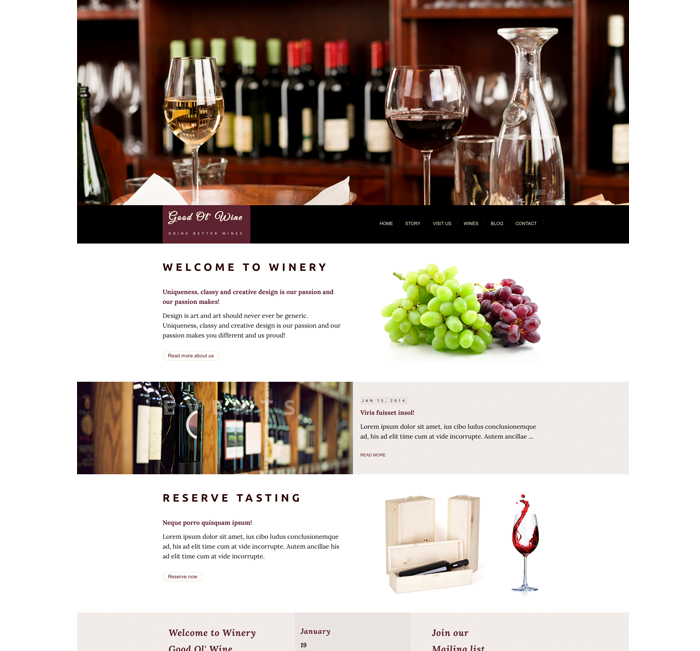 Good Ol' Wine
DRINK BETTER WINES
HOME STORY VISIT US WINES BLOG CONTACT
WELCOME TO WINERY
Uniqueness, classy and creative design is our passion and
our passion makes!
Design is art and art should never ever be generic.
Uniqueness, classy and creative design is our passion and our
passion makes you different and us proud!
Read more about us
EVENTS
JAN 13, 2014
Viris fuisset insol!
Lorem ipsum dolor sit amet, ius cibo ludus conclusionemque
ad, his ad elit time cum at vide incorrupte. Autem ancillae ...
READ MORE
RESERVE TASTING
Neque porro quisquam ipsum!
Lorem ipsum dolor sit amet, ius cibo ludus conclusionemque
ad, his ad elit time cum at vide incorrupte. Autem ancillae his
ad elit time cum at vide incorrupte.
Reserve now
Welcome to Winery
Good Ol' Wine
January
19
Join our
Mailing list